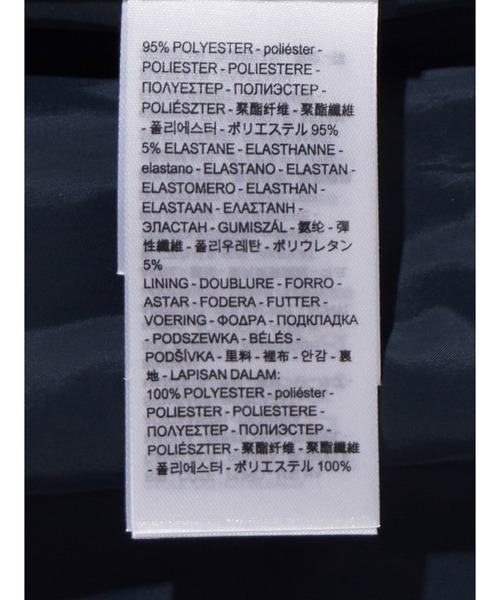 95% POLYESTER - poliéster -
POLIESTER - POLIESTERE -
ΠΟΛΥΕΣΤΕΡ - ПОЛИЭСТЕР -
POLIÉSZTER - 聚酯纤维 - 聚酯纖維
- 폴리에스터 - ポリエステル 95%
5% ELASTANE - ELASTHANNE -
elastano - ELASTANO - ELASTAN -
ELASTOMERO - ELASTHAN -
ELASTAAN - ΕΛΑΣΤΑΝΗ -
ЭЛАСТАН - GUMISZÁL - 氨纶 - 彈
性纖維 - 폴리우레탄 - ポリウレタン
5%
LINING - DOUBLURE - FORRO -
ASTAR - FODERA - FUTTER -
VOERING - ΦΟΔΡΑ - ПОДКЛАДКА
- PODSZEWKA - BÉLÉS -
PODŠÍVKA - 里料 - 裡布 - 안감 - 裏
地 - LAPISAN DALAM:
100% POLYESTER - poliéster -
POLIESTER - POLIESTERE -
ΠΟΛΥΕΣΤΕΡ - ПОЛИЭСТЕР -
POLIÉSZTER - 聚酯纤维 - 聚酯纖維
- 폴리에스터 - ポリエステル 100%